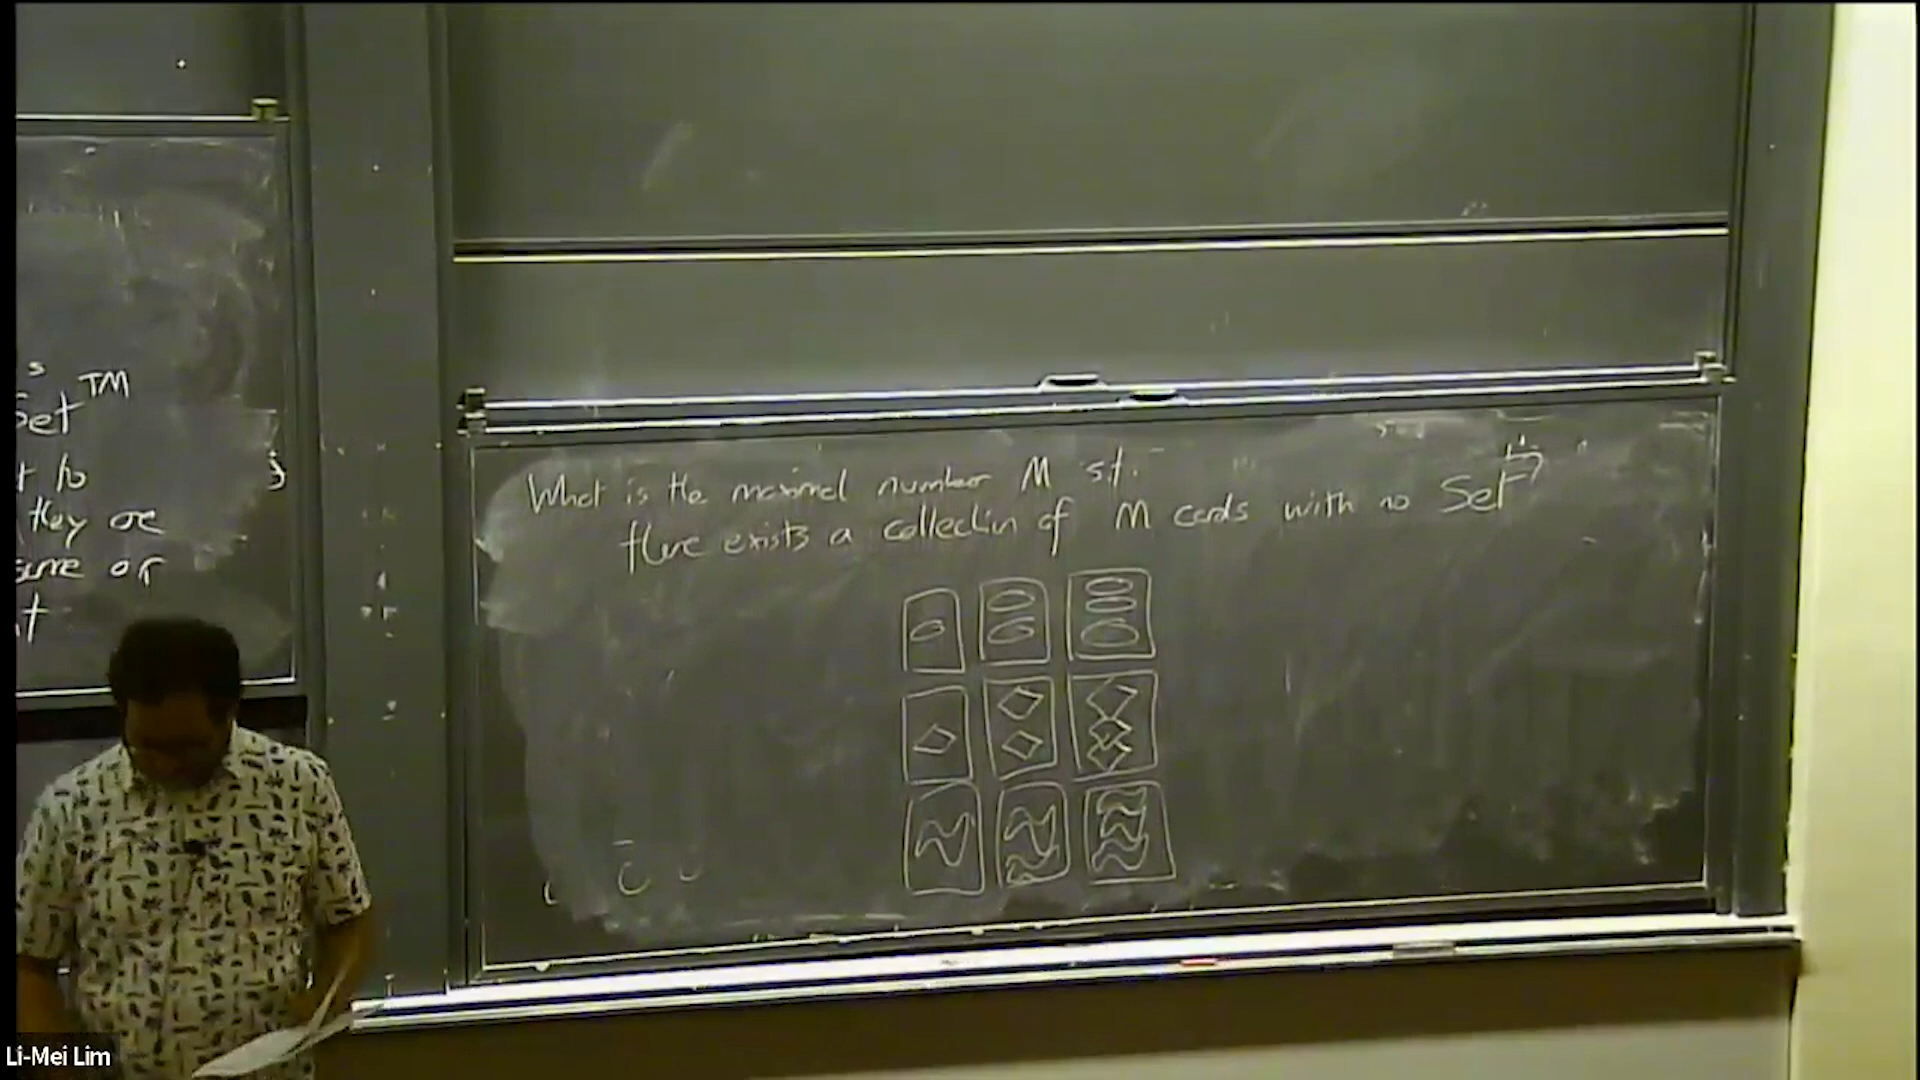 s
Set™
t to
they are
same or
t
What is the maximal number M s.t.
there exists a collection of M cards with no Set
Li-Mei Lim